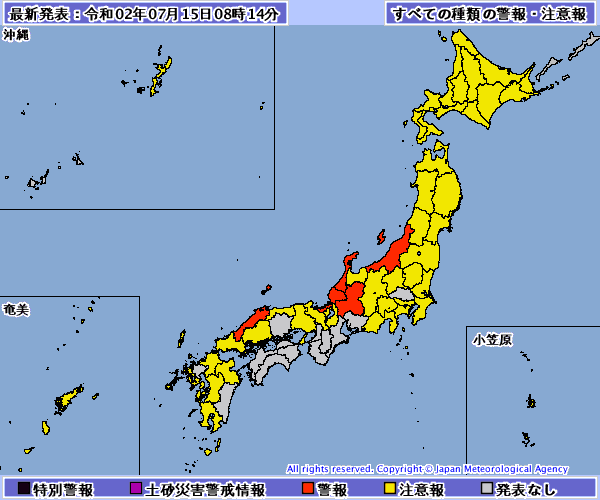 最新発表：令和02年07月15日08時14分
すべての種類の警報・注意報
沖縄
奄美
小笠原
All rights reserved. Copyright © Japan Meteorological Agency
特別警報 土砂災害警戒情報 警報 注意報 発表なし